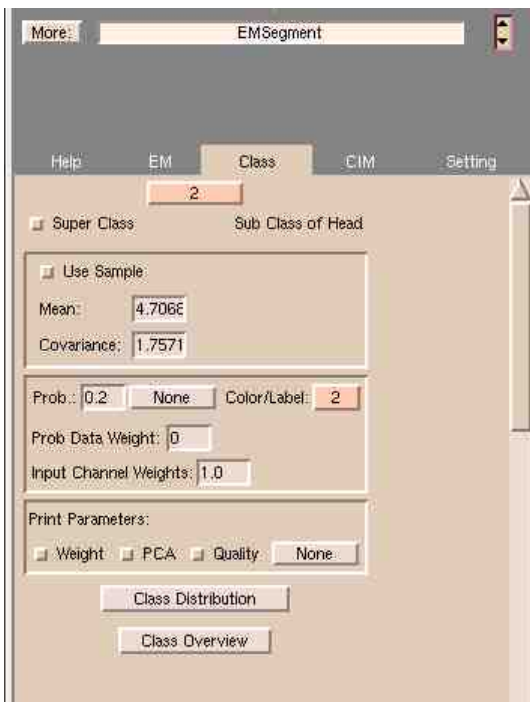 More: EMSegment
Help EM Class CIM Setting
2
Super Class Sub Class of Head
Use Sample
Mean: 4.7068
Covariance: 1.7571
Prob.: 0.2 None Color/Label: 2
Prob Data Weight: 0
Input Channel Weights: 1.0
Print Parameters:
Weight PCA Quality None
Class Distribution
Class Overview